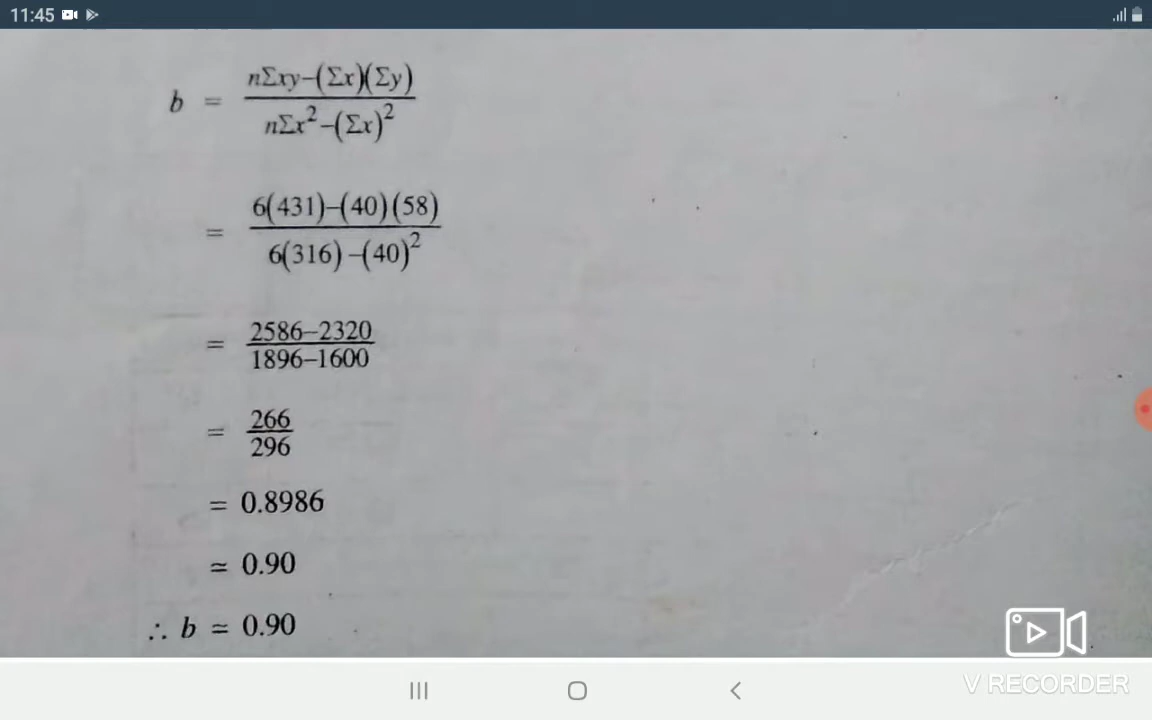 11:45
b = nΣxy–(Σx)(Σy) / nΣx²–(Σx)²
= 6(431)–(40)(58) / 6(316)–(40)²
= 2586–2320 / 1896–1600
= 266 / 296
= 0.8986
≃ 0.90
∴ b ≃ 0.90
V RECORDER